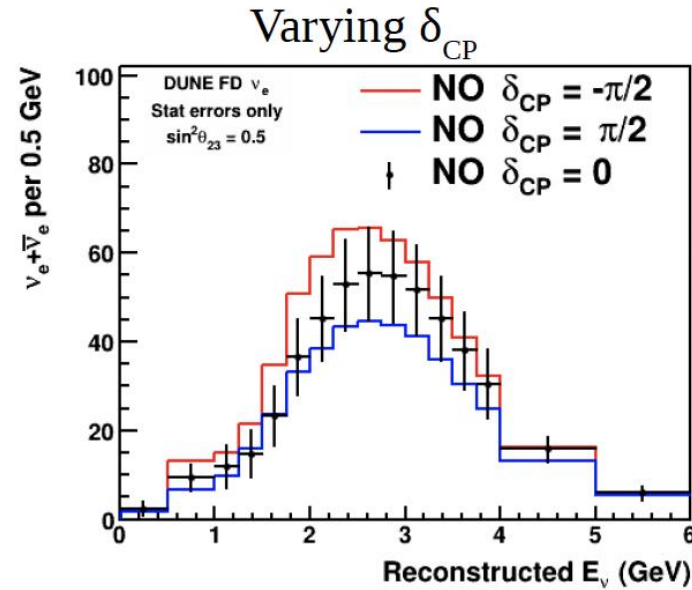 Varying δCP
νe+ν̄e per 0.5 GeV
100
80
60
40
20
0
DUNE FD νe
Stat errors only
sin²θ23 = 0.5
NO δCP = -π/2
NO δCP = π/2
NO δCP = 0
0 1 2 3 4 5 6
Reconstructed Eν (GeV)